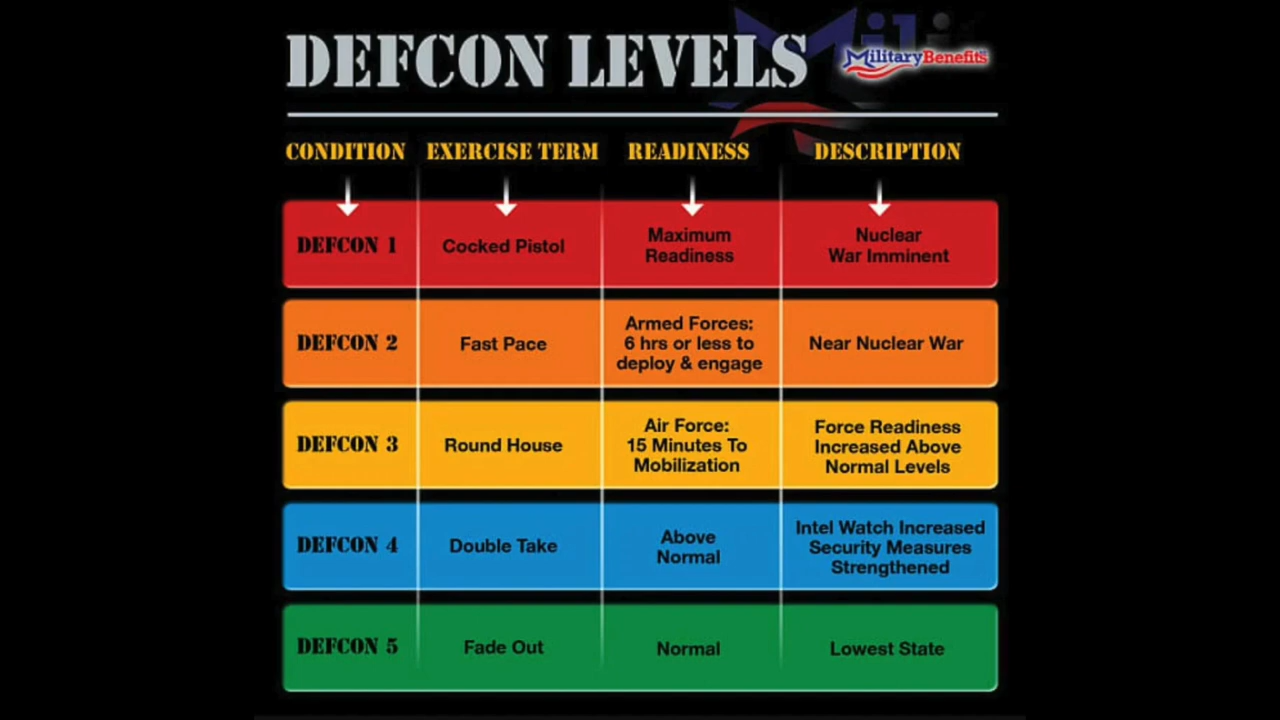 DEFCON LEVELS
MilitaryBenefits
CONDITION EXERCISE TERM READINESS DESCRIPTION
DEFCON 1
Cocked Pistol
Maximum
Readiness
Nuclear
War Imminent
DEFCON 2
Fast Pace
Armed Forces:
6 hrs or less to
deploy & engage
Near Nuclear War
DEFCON 3
Round House
Air Force:
15 Minutes To
Mobilization
Force Readiness
Increased Above
Normal Levels
DEFCON 4
Double Take
Above
Normal
Intel Watch Increased
Security Measures
Strengthened
DEFCON 5
Fade Out
Normal
Lowest State